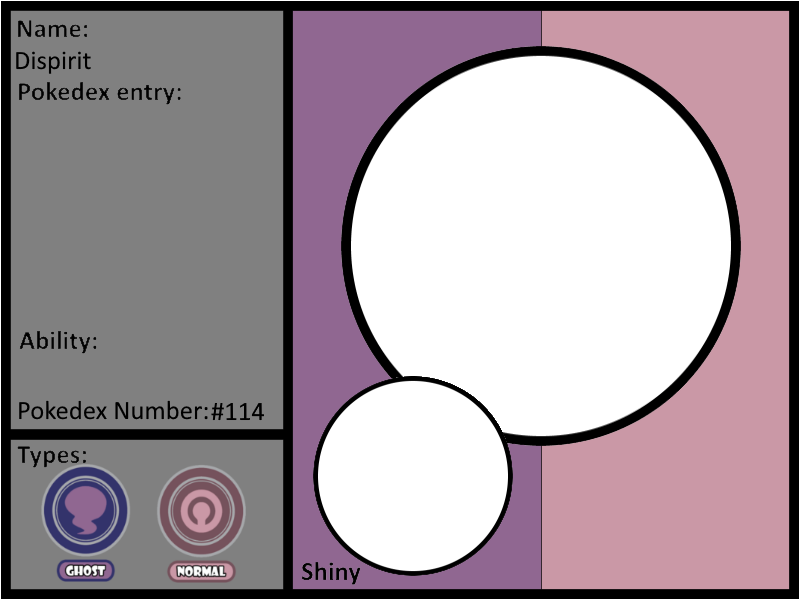 Name:
Dispirit
Pokedex entry:
Ability:
Pokedex Number:#114
Types:
GHOST
NORMAL
Shiny